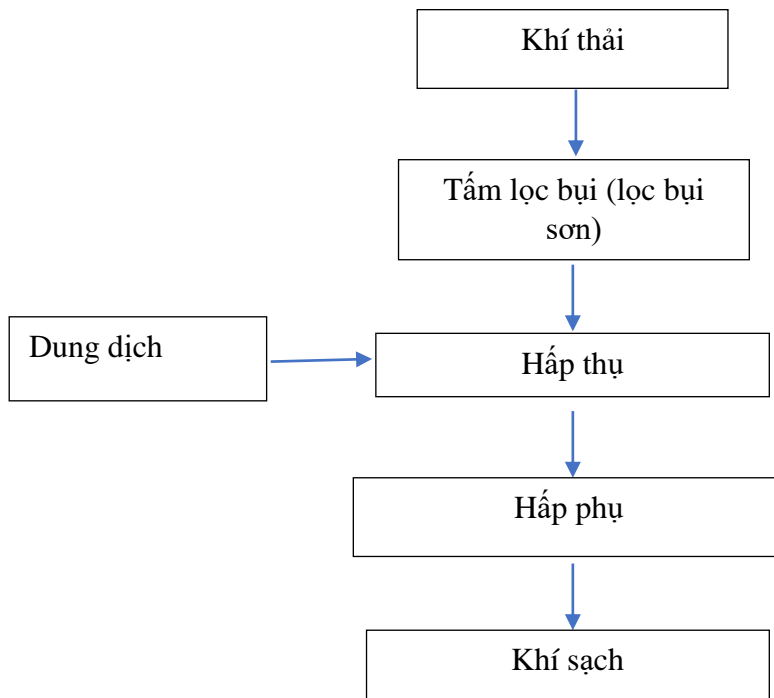 Khí thải
Tấm lọc bụi (lọc bụi
sơn)
Dung dịch
Hấp thụ
Hấp phụ
Khí sạch